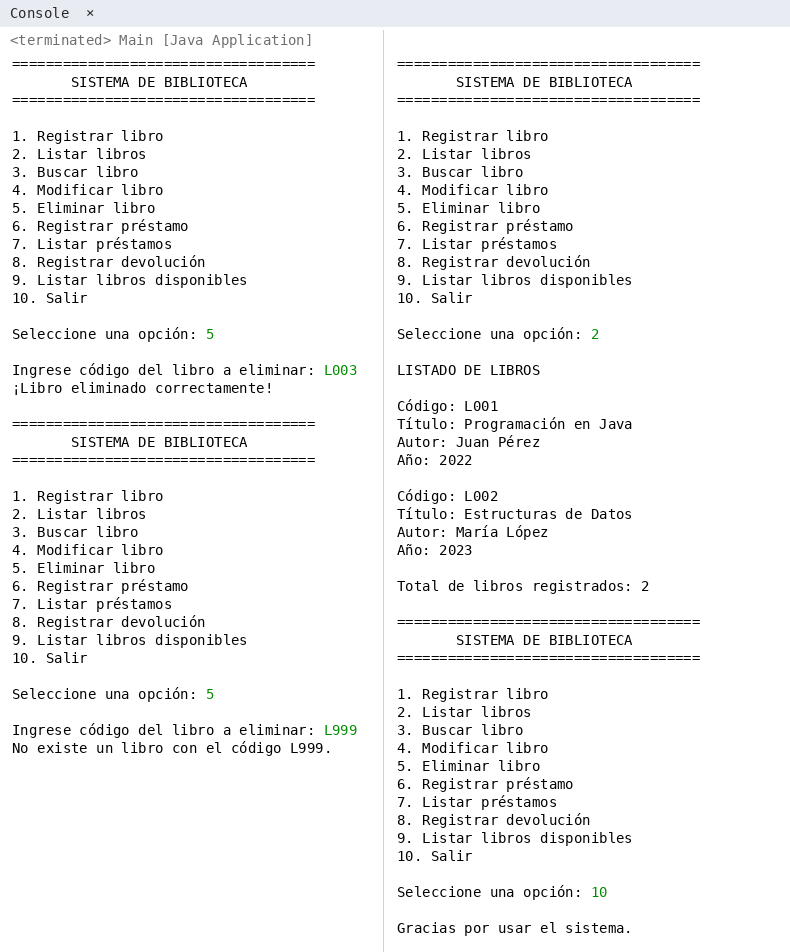 Console ×
<terminated> Main [Java Application]
====================================
SISTEMA DE BIBLIOTECA
====================================
1. Registrar libro
2. Listar libros
3. Buscar libro
4. Modificar libro
5. Eliminar libro
6. Registrar préstamo
7. Listar préstamos
8. Registrar devolución
9. Listar libros disponibles
10. Salir
Seleccione una opción: 5
Ingrese código del libro a eliminar: L003
¡Libro eliminado correctamente!
====================================
SISTEMA DE BIBLIOTECA
====================================
1. Registrar libro
2. Listar libros
3. Buscar libro
4. Modificar libro
5. Eliminar libro
6. Registrar préstamo
7. Listar préstamos
8. Registrar devolución
9. Listar libros disponibles
10. Salir
Seleccione una opción: 5
Ingrese código del libro a eliminar: L999
No existe un libro con el código L999.
====================================
SISTEMA DE BIBLIOTECA
====================================
1. Registrar libro
2. Listar libros
3. Buscar libro
4. Modificar libro
5. Eliminar libro
6. Registrar préstamo
7. Listar préstamos
8. Registrar devolución
9. Listar libros disponibles
10. Salir
Seleccione una opción: 2
LISTADO DE LIBROS
Código: L001
Título: Programación en Java
Autor: Juan Pérez
Año: 2022
Código: L002
Título: Estructuras de Datos
Autor: María López
Año: 2023
Total de libros registrados: 2
====================================
SISTEMA DE BIBLIOTECA
====================================
1. Registrar libro
2. Listar libros
3. Buscar libro
4. Modificar libro
5. Eliminar libro
6. Registrar préstamo
7. Listar préstamos
8. Registrar devolución
9. Listar libros disponibles
10. Salir
Seleccione una opción: 10
Gracias por usar el sistema.